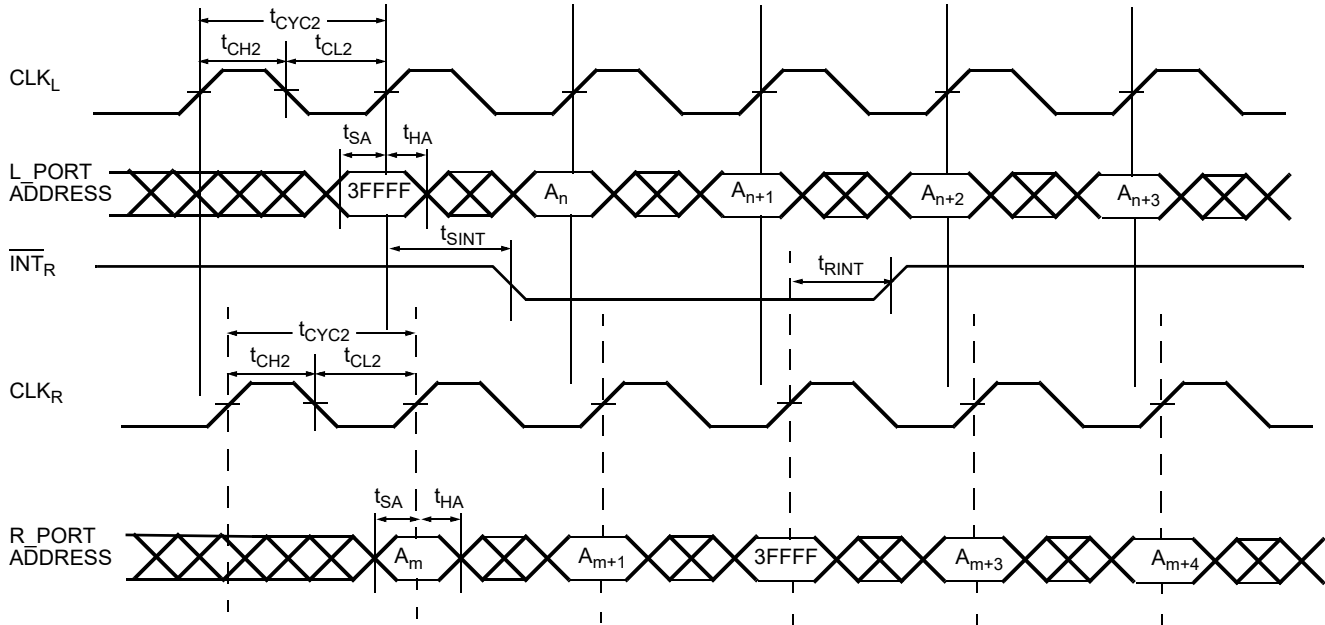 tCYC2
tCH2 tCL2
CLKL
tSA tHA
L_PORT
ADDRESS
3FFFF An An+1 An+2 An+3
tSINT
INTR
tRINT
tCYC2
tCH2 tCL2
CLKR
tSA tHA
R_PORT
ADDRESS
Am Am+1 3FFFF Am+3 Am+4